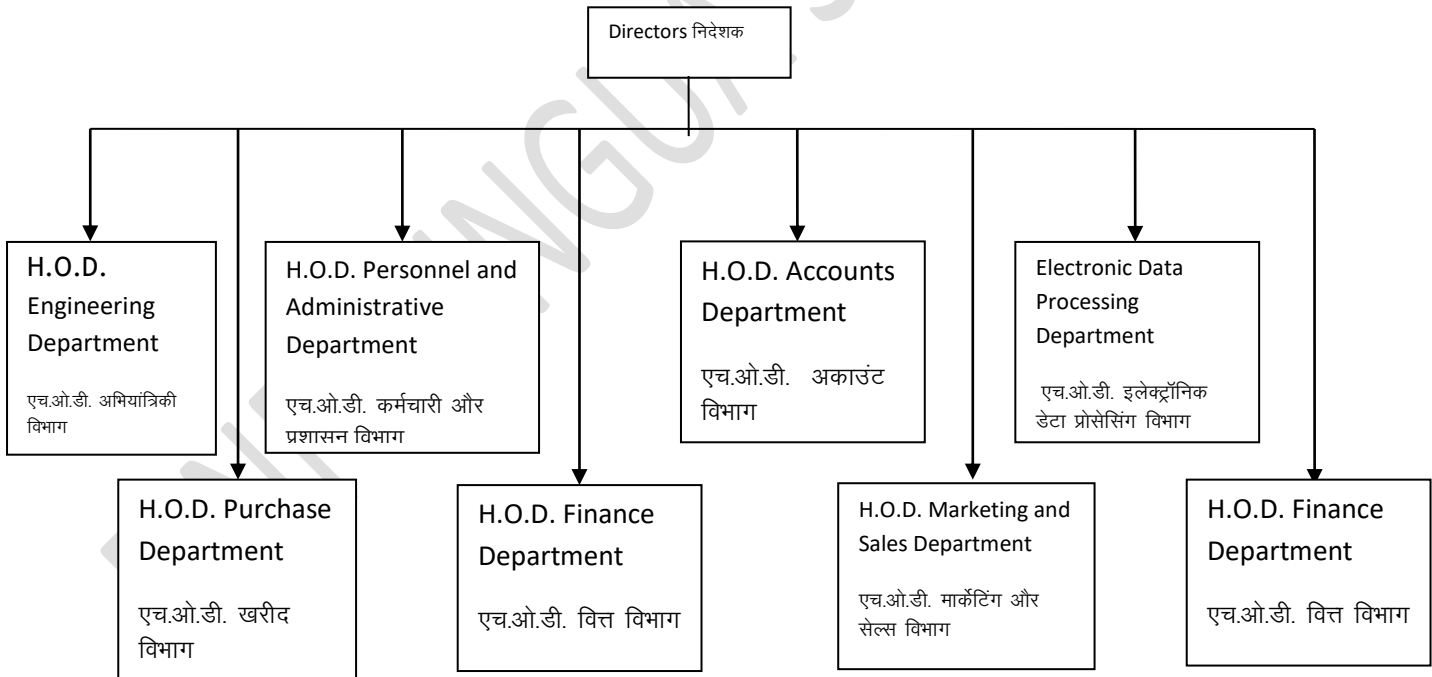 Directors निदेशक
H.O.D.
Engineering
Department
एच.ओ.डी. अभियांत्रिकी
विभाग
H.O.D. Personnel and
Administrative
Department
एच.ओ.डी. कर्मचारी और
प्रशासन विभाग
H.O.D. Accounts
Department
एच.ओ.डी. अकाउंट
विभाग
Electronic Data
Processing
Department
एच.ओ.डी. इलेक्ट्रॉनिक
डेटा प्रोसेसिंग विभाग
H.O.D. Purchase
Department
एच.ओ.डी. खरीद
विभाग
H.O.D. Finance
Department
एच.ओ.डी. वित्त विभाग
H.O.D. Marketing and
Sales Department
एच.ओ.डी. मार्केटिंग और
सेल्स विभाग
H.O.D. Finance
Department
एच.ओ.डी. वित्त विभाग